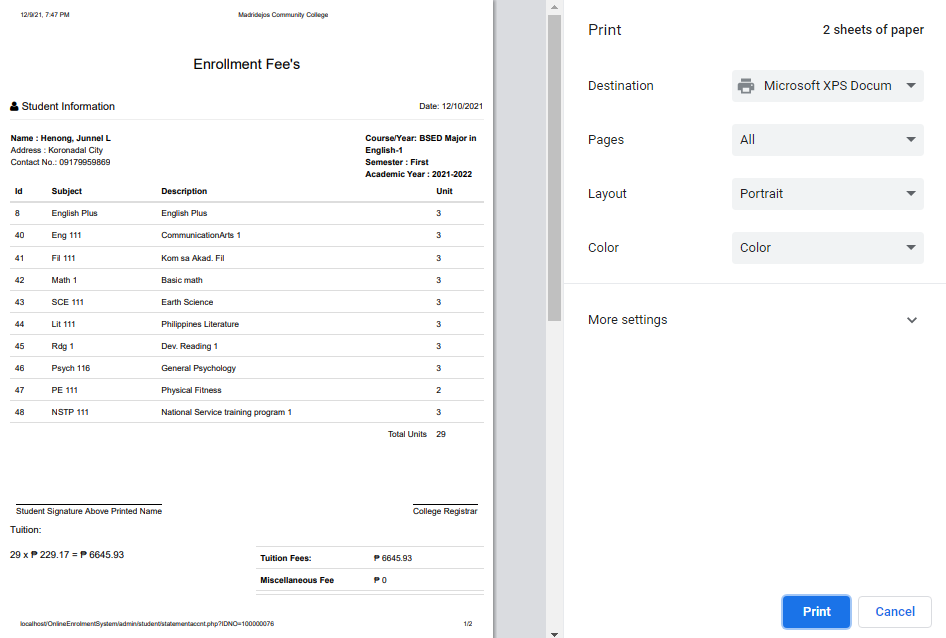 12/9/21, 7:47 PM Madridejos Community College
Enrollment Fee's
Student Information Date: 12/10/2021
Name : Henong, Junnel L
Address : Koronadal City
Contact No.: 09179959869
Course/Year: BSED Major in
English-1
Semester : First
Academic Year : 2021-2022
Id Subject Description Unit
8 English Plus English Plus 3
40 Eng 111 CommunicationArts 1 3
41 Fil 111 Kom sa Akad. Fil 3
42 Math 1 Basic math 3
43 SCE 111 Earth Science 3
44 Lit 111 Philippines Literature 3
45 Rdg 1 Dev. Reading 1 3
46 Psych 116 General Psychology 3
47 PE 111 Physical Fitness 2
48 NSTP 111 National Service training program 1 3
Total Units 29
Student Signature Above Printed Name College Registrar
Tuition:
29 x ₱ 229.17 = ₱ 6645.93
Tuition Fees: ₱ 6645.93
Miscellaneous Fee ₱ 0
localhost/OnlineEnrolmentSystem/admin/student/statementaccnt.php?IDNO=100000076 1/2
Print 2 sheets of paper
Destination Microsoft XPS Docum
Pages All
Layout Portrait
Color Color
More settings
Print Cancel